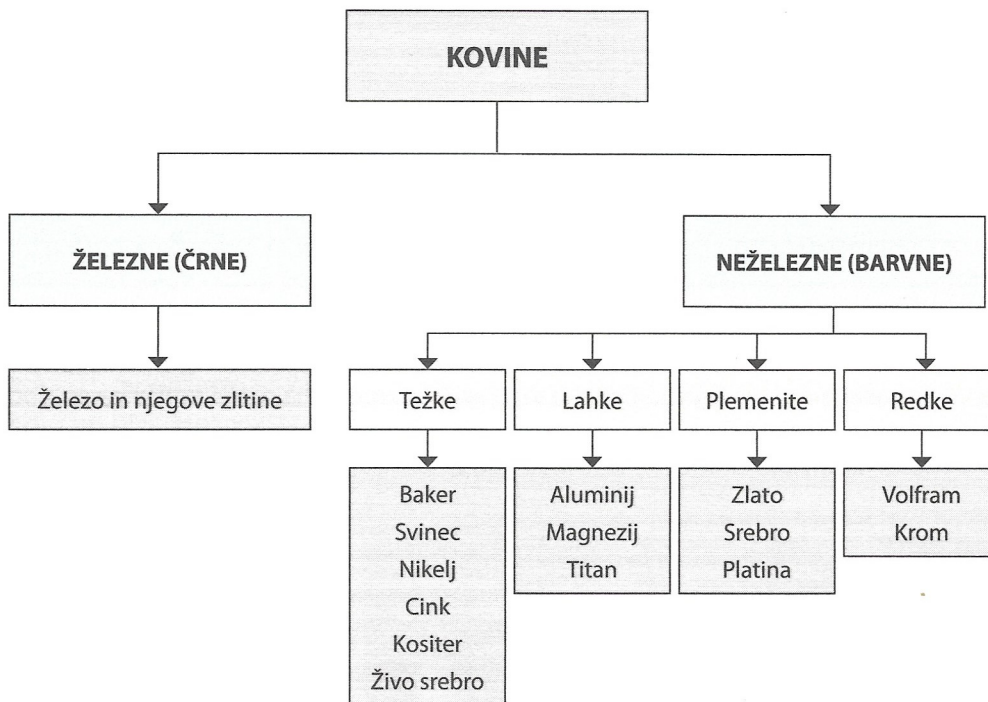 KOVINE
ŽELEZNE (ČRNE)
NEŽELEZNE (BARVNE)
Železo in njegove zlitine
Težke
Lahke
Plemenite
Redke
Baker
Svinec
Nikelj
Cink
Kositer
Živo srebro
Aluminij
Magnezij
Titan
Zlato
Srebro
Platina
Volfram
Krom